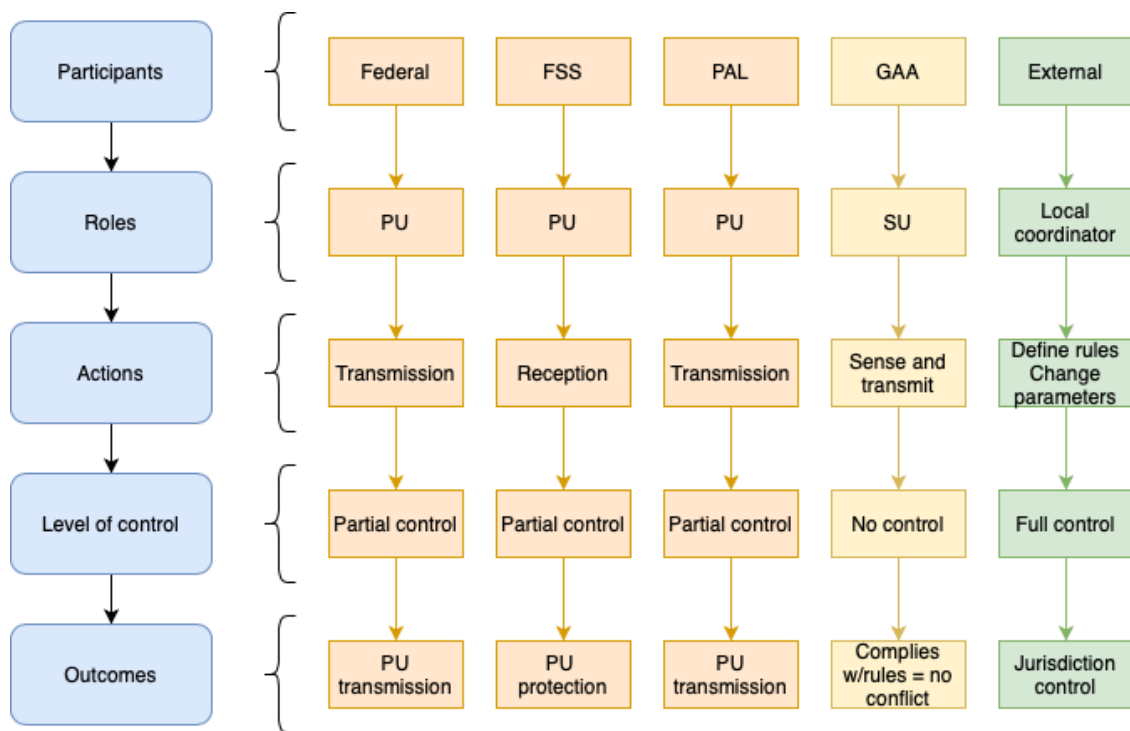 Participants
Federal
FSS
PAL
GAA
External
Roles
PU
PU
PU
SU
Local
coordinator
Actions
Transmission
Reception
Transmission
Sense and
transmit
Define rules
Change
parameters
Level of control
Partial control
Partial control
Partial control
No control
Full control
Outcomes
PU
transmission
PU
protection
PU
transmission
Complies
w/rules = no
conflict
Jurisdiction
control